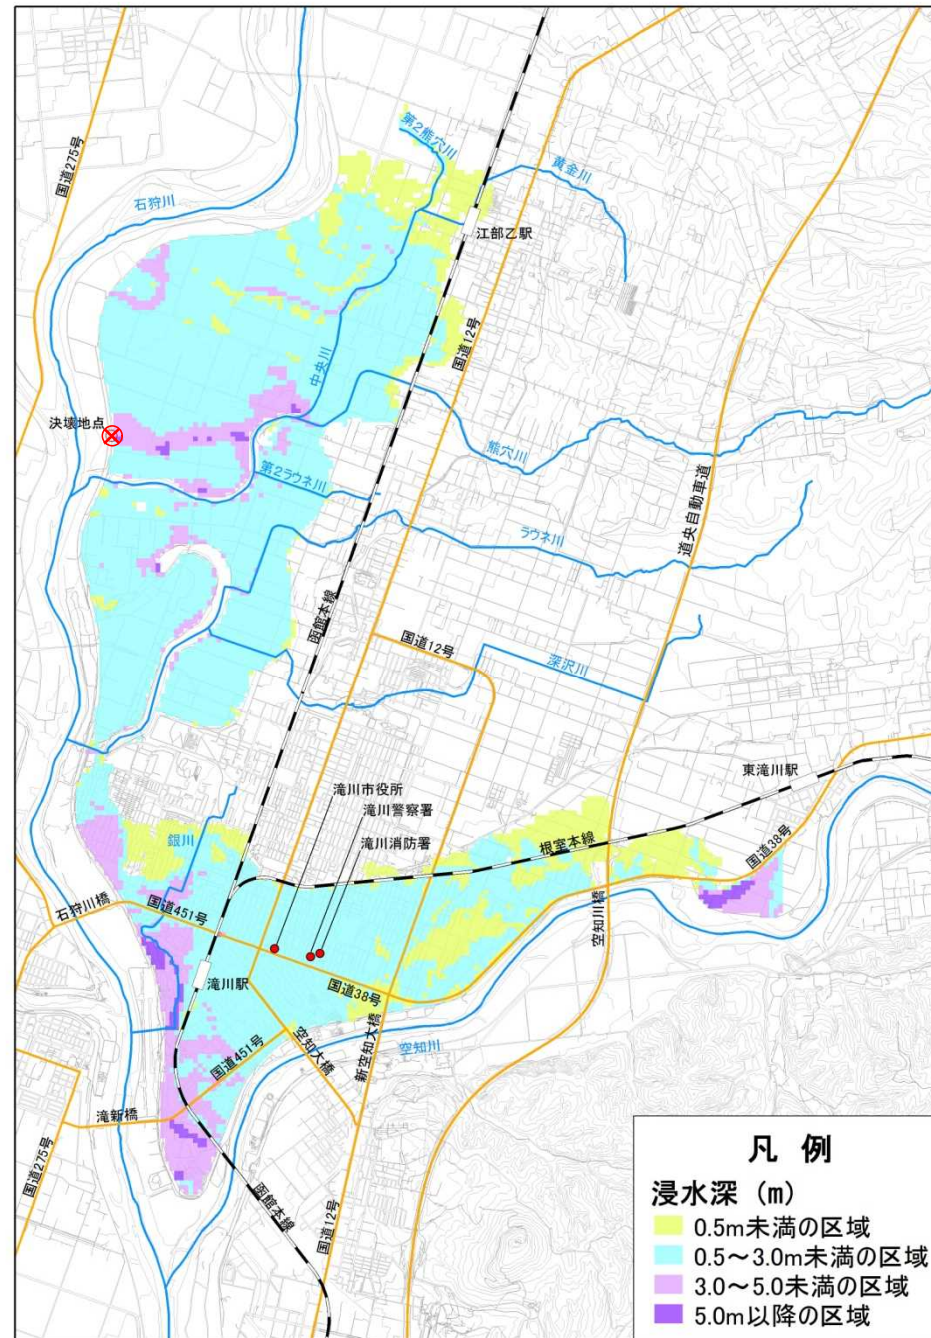 第2熊穴川
国道275号
黄金川
石狩川
江部乙駅
国道12号
中央川
決壊地点
熊穴川
第2ラウネ川
道央自動車道
ラウネ川
函館本線
国道12号
深沢川
東滝川駅
滝川市役所
滝川警察署
滝川消防署
銀川
根室本線
国道38号
石狩川橋
国道451号
空知川橋
滝川駅
国道38号
新空知大橋
空知大橋
空知川
国道451号
滝新橋
国道275号
函館本線
国道12号
凡 例
浸水深 (m)
0.5m未満の区域
0.5～3.0m未満の区域
3.0～5.0未満の区域
5.0m以降の区域